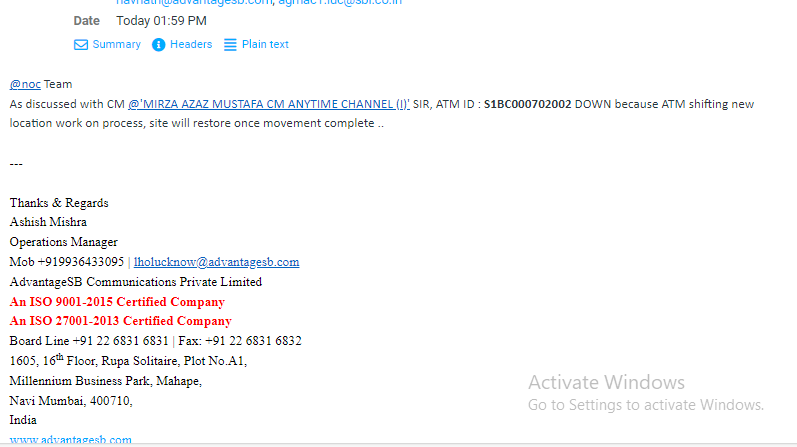 navnath@advantagesb.com, agmac1.ldc@sbi.co.in
Date Today 01:59 PM
Summary Headers Plain text
@noc Team
As discussed with CM @'MIRZA AZAZ MUSTAFA CM ANYTIME CHANNEL (I)' SIR, ATM ID : S1BC000702002 DOWN because ATM shifting new
location work on process, site will restore once movement complete ..
---
Thanks & Regards
Ashish Mishra
Operations Manager
Mob +919936433095 | lholucknow@advantagesb.com
AdvantageSB Communications Private Limited
An ISO 9001-2015 Certified Company
An ISO 27001-2013 Certified Company
Board Line +91 22 6831 6831 | Fax: +91 22 6831 6832
1605, 16th Floor, Rupa Solitaire, Plot No.A1,
Millennium Business Park, Mahape,
Navi Mumbai, 400710,
India
www.advantagesb.com
Activate Windows
Go to Settings to activate Windows.